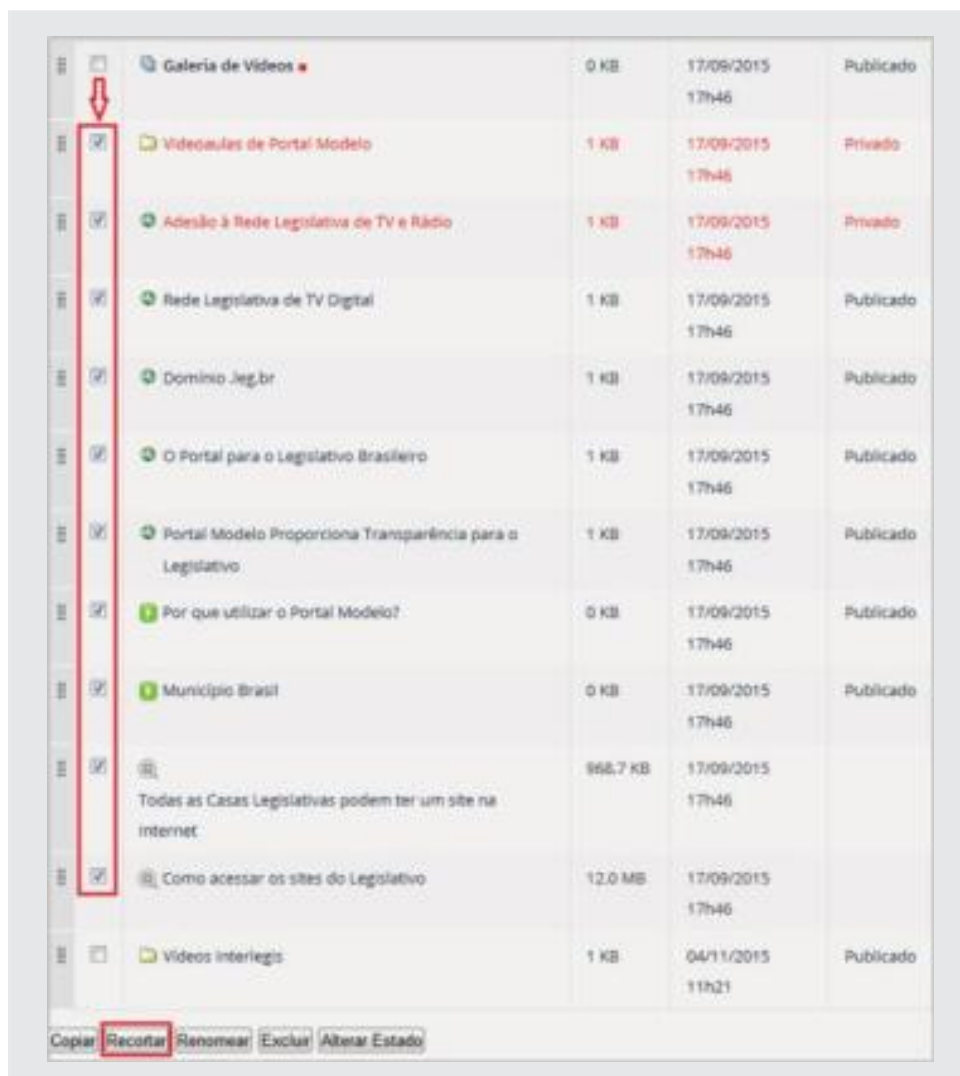 Galeria de Vídeos 0 KB 17/09/2015 Publicado
17h46
Videoaulas de Portal Modelo 1 KB 17/09/2015 Privado
17h46
Adesão à Rede Legislativa de TV e Rádio 1 KB 17/09/2015 Privado
17h46
Rede Legislativa de TV Digital 1 KB 17/09/2015 Publicado
17h46
Domínio .leg.br 1 KB 17/09/2015 Publicado
17h46
O Portal para o Legislativo Brasileiro 1 KB 17/09/2015 Publicado
17h46
Portal Modelo Proporciona Transparência para o 1 KB 17/09/2015 Publicado
Legislativo 17h46
Por que utilizar o Portal Modelo? 0 KB 17/09/2015 Publicado
17h46
Município Brasil 0 KB 17/09/2015 Publicado
17h46
968.7 KB 17/09/2015
Todas as Casas Legislativas podem ter um site na 17h46
internet
Como acessar os sites do Legislativo 12.0 MB 17/09/2015
17h46
Vídeos Interlegis 1 KB 04/11/2015 Publicado
11h21
Copiar Recortar Renomear Excluir Alterar Estado